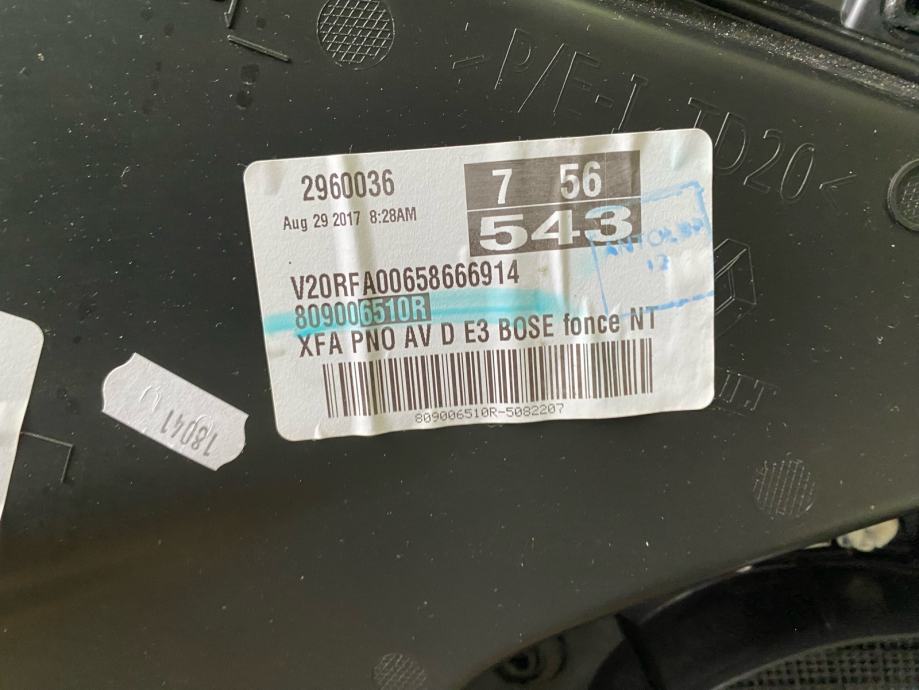 >P/E-I TD20<
2960036
7 56
Aug 29 2017 8:28AM
543
V20RFA00658666914
809006510R
XFA PNO AV D E3 BOSE fonce NT
809006510R-5082207
18041